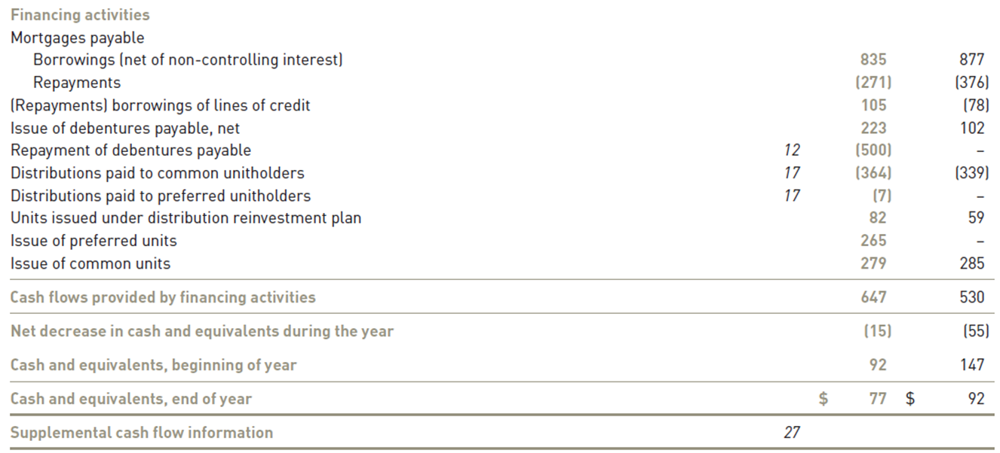 Financing activities
Mortgages payable
Borrowings (net of non-controlling interest) 835 877
Repayments (271) (376)
(Repayments) borrowings of lines of credit 105 (78)
Issue of debentures payable, net 223 102
Repayment of debentures payable 12 (500) –
Distributions paid to common unitholders 17 (364) (339)
Distributions paid to preferred unitholders 17 (7) –
Units issued under distribution reinvestment plan 82 59
Issue of preferred units 265 –
Issue of common units 279 285
Cash flows provided by financing activities 647 530
Net decrease in cash and equivalents during the year (15) (55)
Cash and equivalents, beginning of year 92 147
Cash and equivalents, end of year $ 77 $ 92
Supplemental cash flow information 27